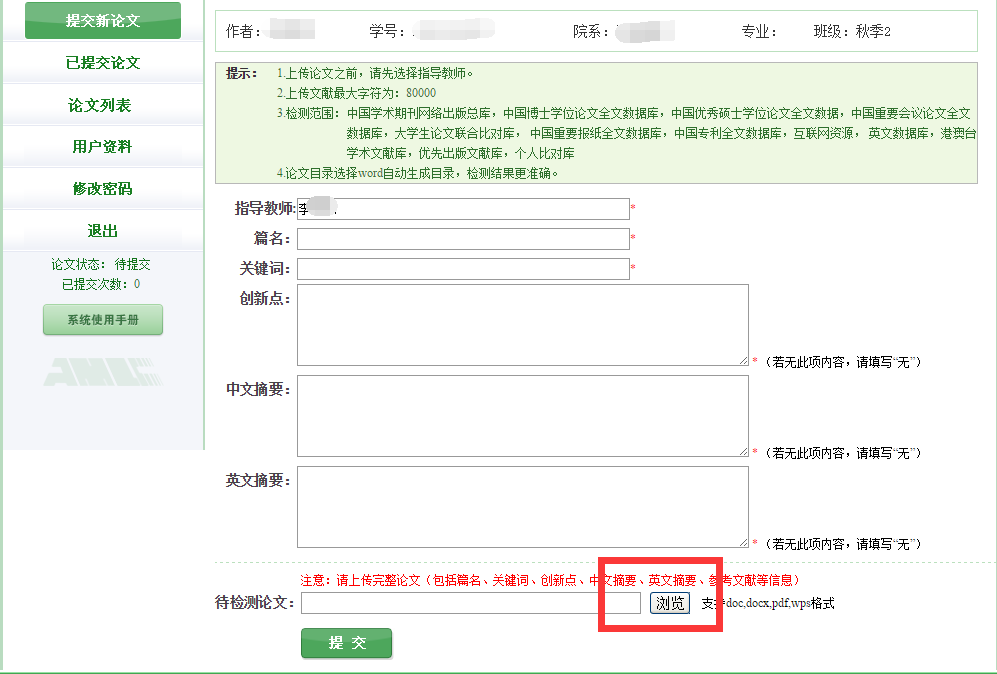 提交新论文
已提交论文
论文列表
用户资料
修改密码
退出
论文状态： 待提交
已提交次数：0
系统使用手册
作者： 学号： 院系： 专业： 班级：秋季2
提示： 1.上传论文之前，请先选择指导教师。
2.上传文献最大字符为：80000
3.检测范围：中国学术期刊网络出版总库，中国博士学位论文全文数据库，中国优秀硕士学位论文全文数据，中国重要会议论文全文
数据库，大学生论文联合比对库， 中国重要报纸全文数据库，中国专利全文数据库，互联网资源， 英文数据库，港澳台
学术文献库，优先出版文献库，个人比对库
4.论文目录选择word自动生成目录，检测结果更准确。
指导教师:李 *
篇名： *
关键词： *
创新点： *（若无此项内容，请填写“无”）
中文摘要： *（若无此项内容，请填写“无”）
英文摘要： *（若无此项内容，请填写“无”）
注意：请上传完整论文（包括篇名、关键词、创新点、中文摘要、英文摘要、参考文献等信息）
待检测论文： 浏览 支持doc,docx,pdf,wps格式
提 交